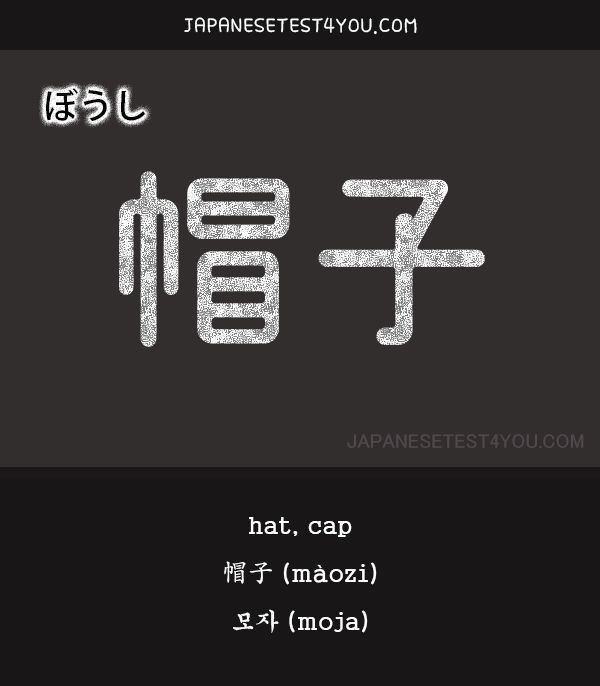 JAPANESETEST4YOU.COM
ぼうし
帽子
JAPANESETEST4YOU.COM
hat, cap
帽子 (màozi)
모자 (moja)